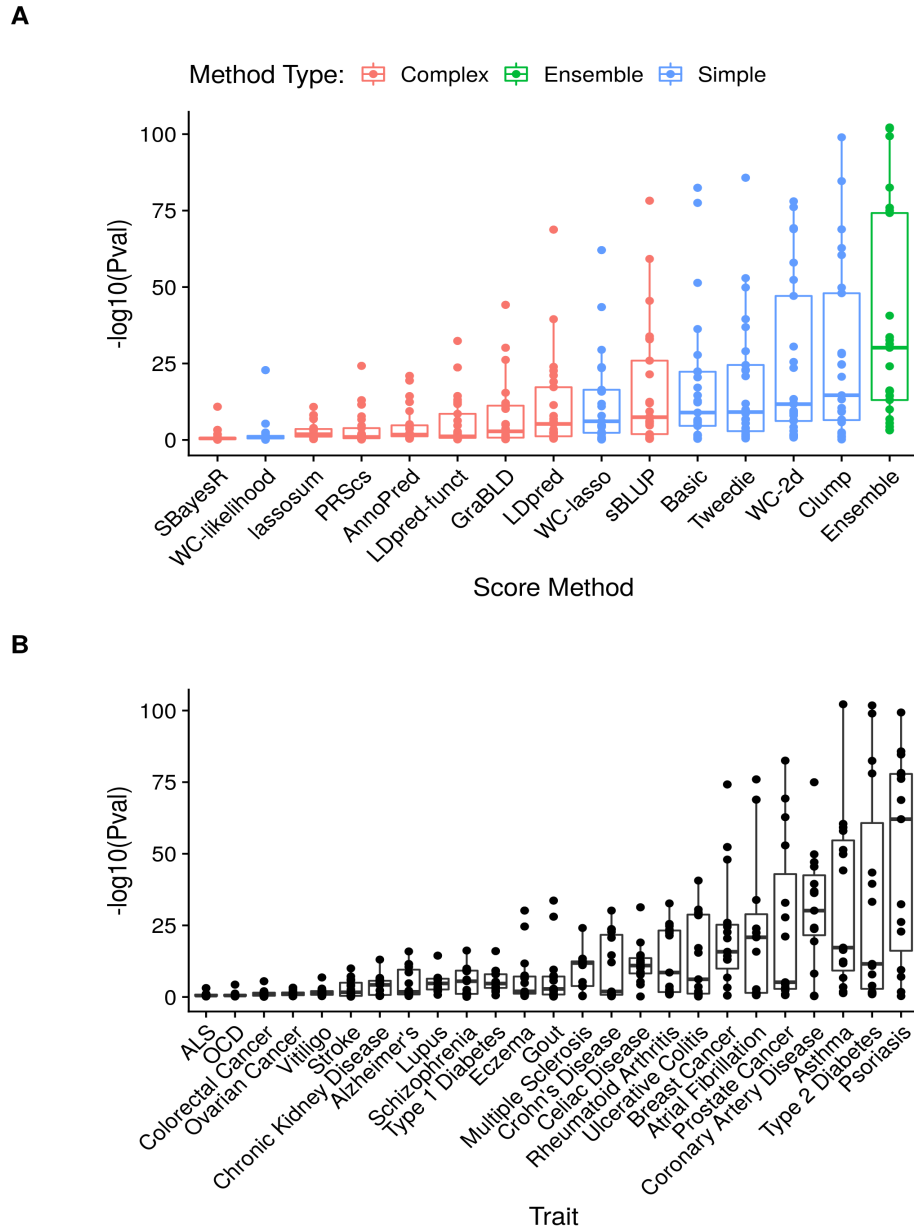 A
Method Type: Complex Ensemble Simple
-log10(Pval)
100
75
50
25
0
SBayesR
WC-likelihood
lassosum
PRScs
AnnoPred
LDpred-funct
GraBLD
LDpred
WC-lasso
sBLUP
Basic
Tweedie
WC-2d
Clump
Ensemble
Score Method
B
-log10(Pval)
100
75
50
25
0
ALS
OCD
Colorectal Cancer
Ovarian Cancer
Vitiligo
Stroke
Chronic Kidney Disease
Alzheimer's
Lupus
Schizophrenia
Type 1 Diabetes
Eczema
Gout
Multiple Sclerosis
Crohn's Disease
Celiac Disease
Rheumatoid Arthritis
Ulcerative Colitis
Breast Cancer
Atrial Fibrillation
Prostate Cancer
Coronary Artery Disease
Asthma
Type 2 Diabetes
Psoriasis
Trait